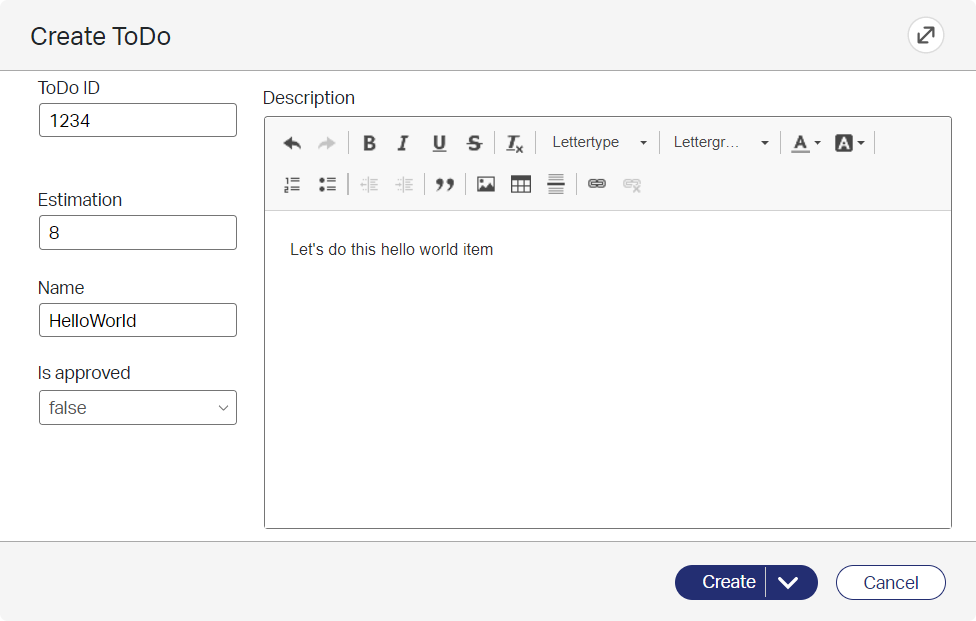 Create ToDo
ToDo ID
1234
Estimation
8
Name
HelloWorld
Is approved
false
Description
B I U S Tx Lettertype Lettergr... A A
Let's do this hello world item
Create Cancel